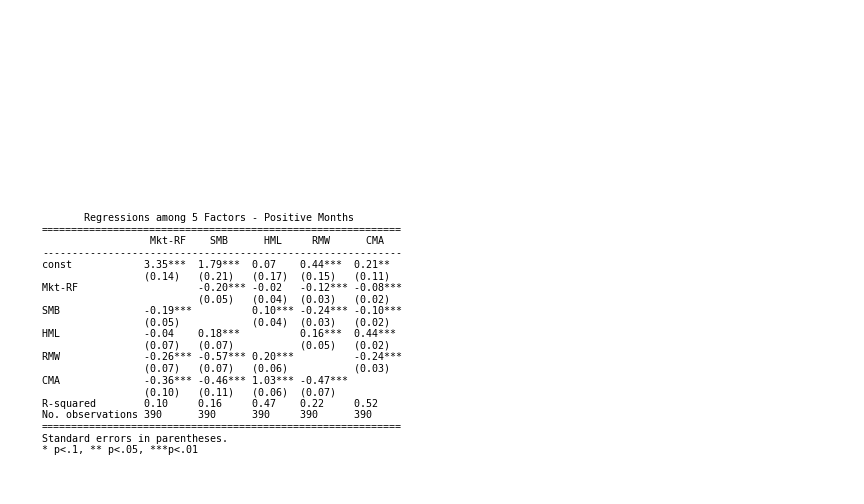 Regressions among 5 Factors - Positive Months
============================================================
                  Mkt-RF    SMB      HML     RMW      CMA
------------------------------------------------------------
const            3.35***  1.79***  0.07    0.44***  0.21**
                 (0.14)   (0.21)   (0.17)  (0.15)   (0.11)
Mkt-RF                    -0.20*** -0.02   -0.12*** -0.08***
                          (0.05)   (0.04)  (0.03)   (0.02)
SMB              -0.19***          0.10*** -0.24*** -0.10***
                 (0.05)            (0.04)  (0.03)   (0.02)
HML              -0.04    0.18***          0.16***  0.44***
                 (0.07)   (0.07)           (0.05)   (0.02)
RMW              -0.26*** -0.57*** 0.20***          -0.24***
                 (0.07)   (0.07)   (0.06)           (0.03)
CMA              -0.36*** -0.46*** 1.03*** -0.47***
                 (0.10)   (0.11)   (0.06)  (0.07)
R-squared        0.10     0.16     0.47    0.22     0.52
No. observations 390      390      390     390      390
============================================================
Standard errors in parentheses.
* p<.1, ** p<.05, ***p<.01